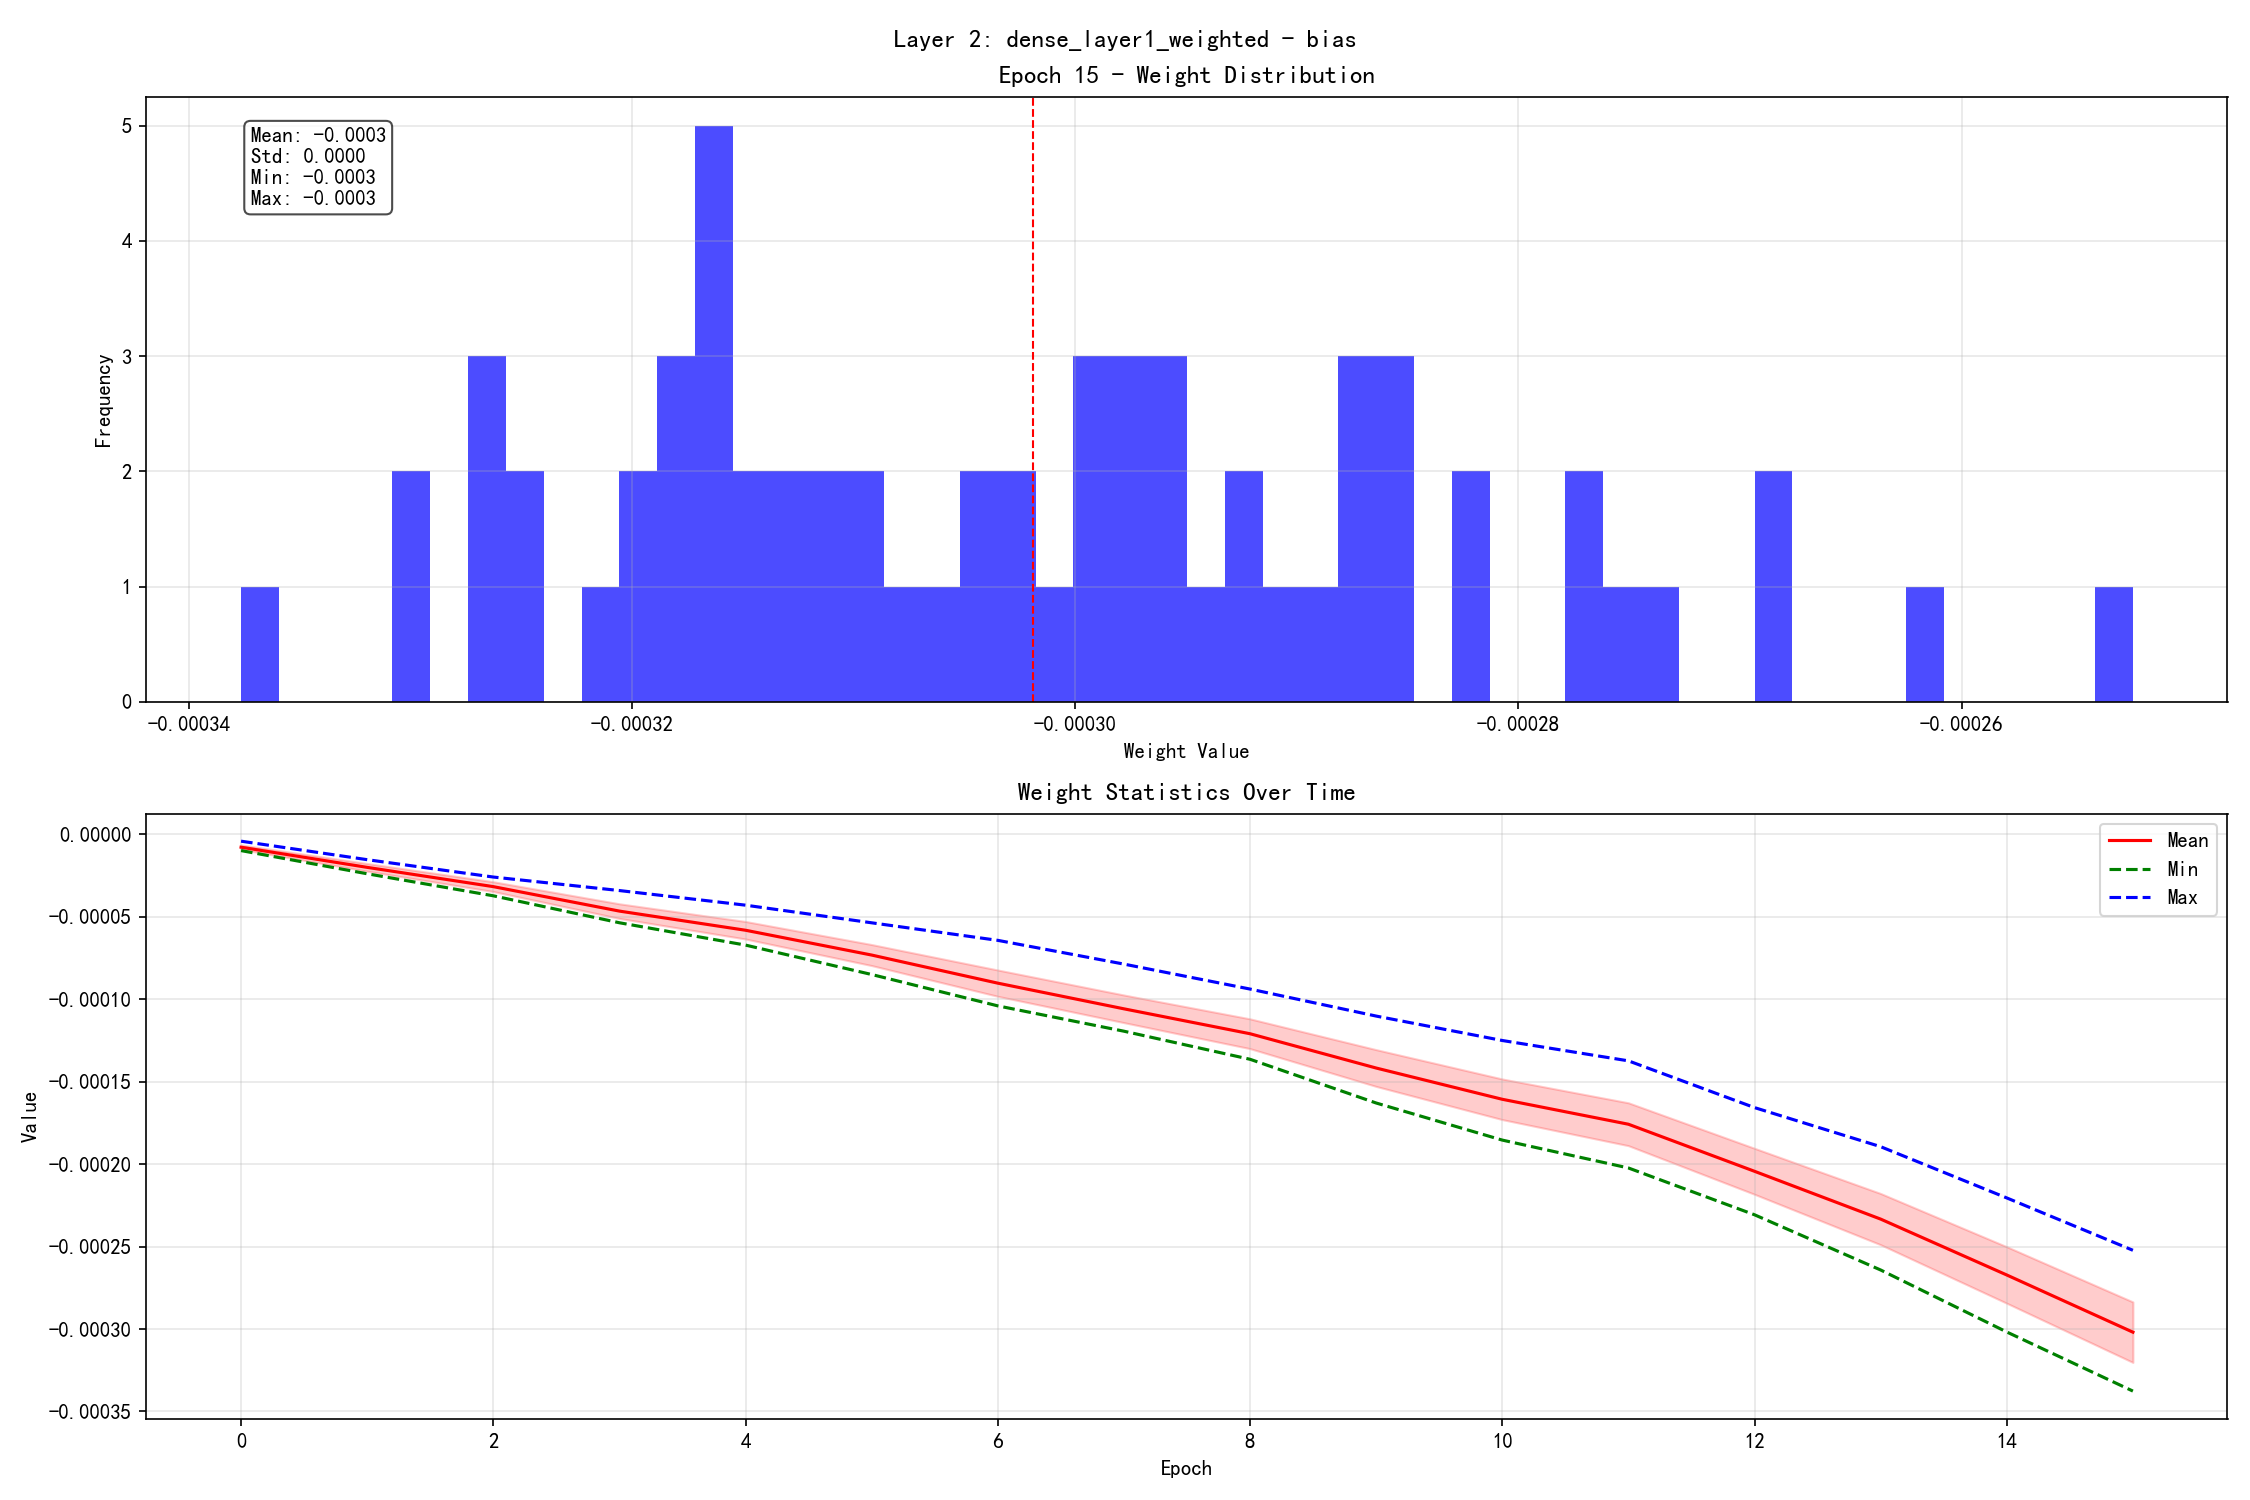 Layer 2: dense_layer1_weighted - bias
Epoch 15 - Weight Distribution
Mean: -0.0003
Std: 0.0000
Min: -0.0003
Max: -0.0003
Frequency
5
4
3
2
1
0
-0.00034 -0.00032 -0.00030 -0.00028 -0.00026
Weight Value
Weight Statistics Over Time
Mean
Min
Max
Value
0.00000
-0.00005
-0.00010
-0.00015
-0.00020
-0.00025
-0.00030
-0.00035
0 2 4 6 8 10 12 14
Epoch